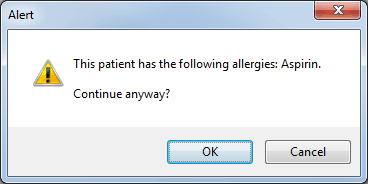 Alert
This patient has the following allergies: Aspirin.
Continue anyway?
OK
Cancel